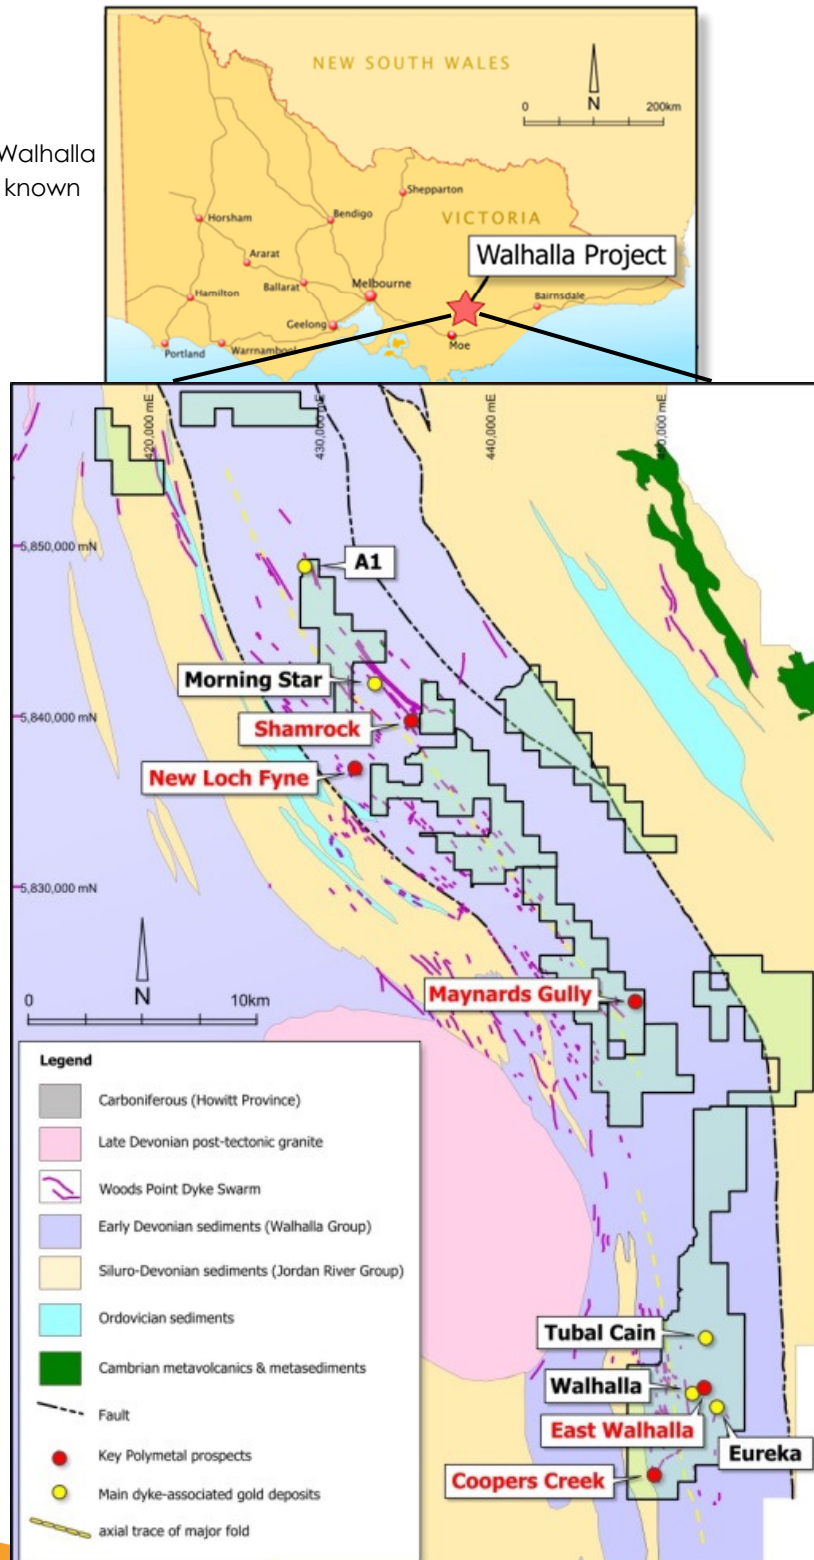 Walhalla
known
NEW SOUTH WALES
0 200km
N
Shepparton
Horsham
Bendigo
VICTORIA
Walhalla Project
Ararat
Ballarat
Melbourne
Hamilton
Bairnsdale
Geelong
Moe
Portland
Warrnambool
420,000 mE
430,000 mE
440,000 mE
5,850,000 mN
A1
Morning Star
5,840,000 mN
Shamrock
New Loch Fyne
5,830,000 mN
N
0 10km
Maynards Gully
Legend
Carboniferous (Howitt Province)
Late Devonian post-tectonic granite
Woods Point Dyke Swarm
Early Devonian sediments (Walhalla Group)
Siluro-Devonian sediments (Jordan River Group)
Ordovician sediments
Cambrian metavolcanics & metasediments
Fault
Key Polymetal prospects
Main dyke-associated gold deposits
axial trace of major fold
Tubal Cain
Walhalla
East Walhalla
Eureka
Coopers Creek